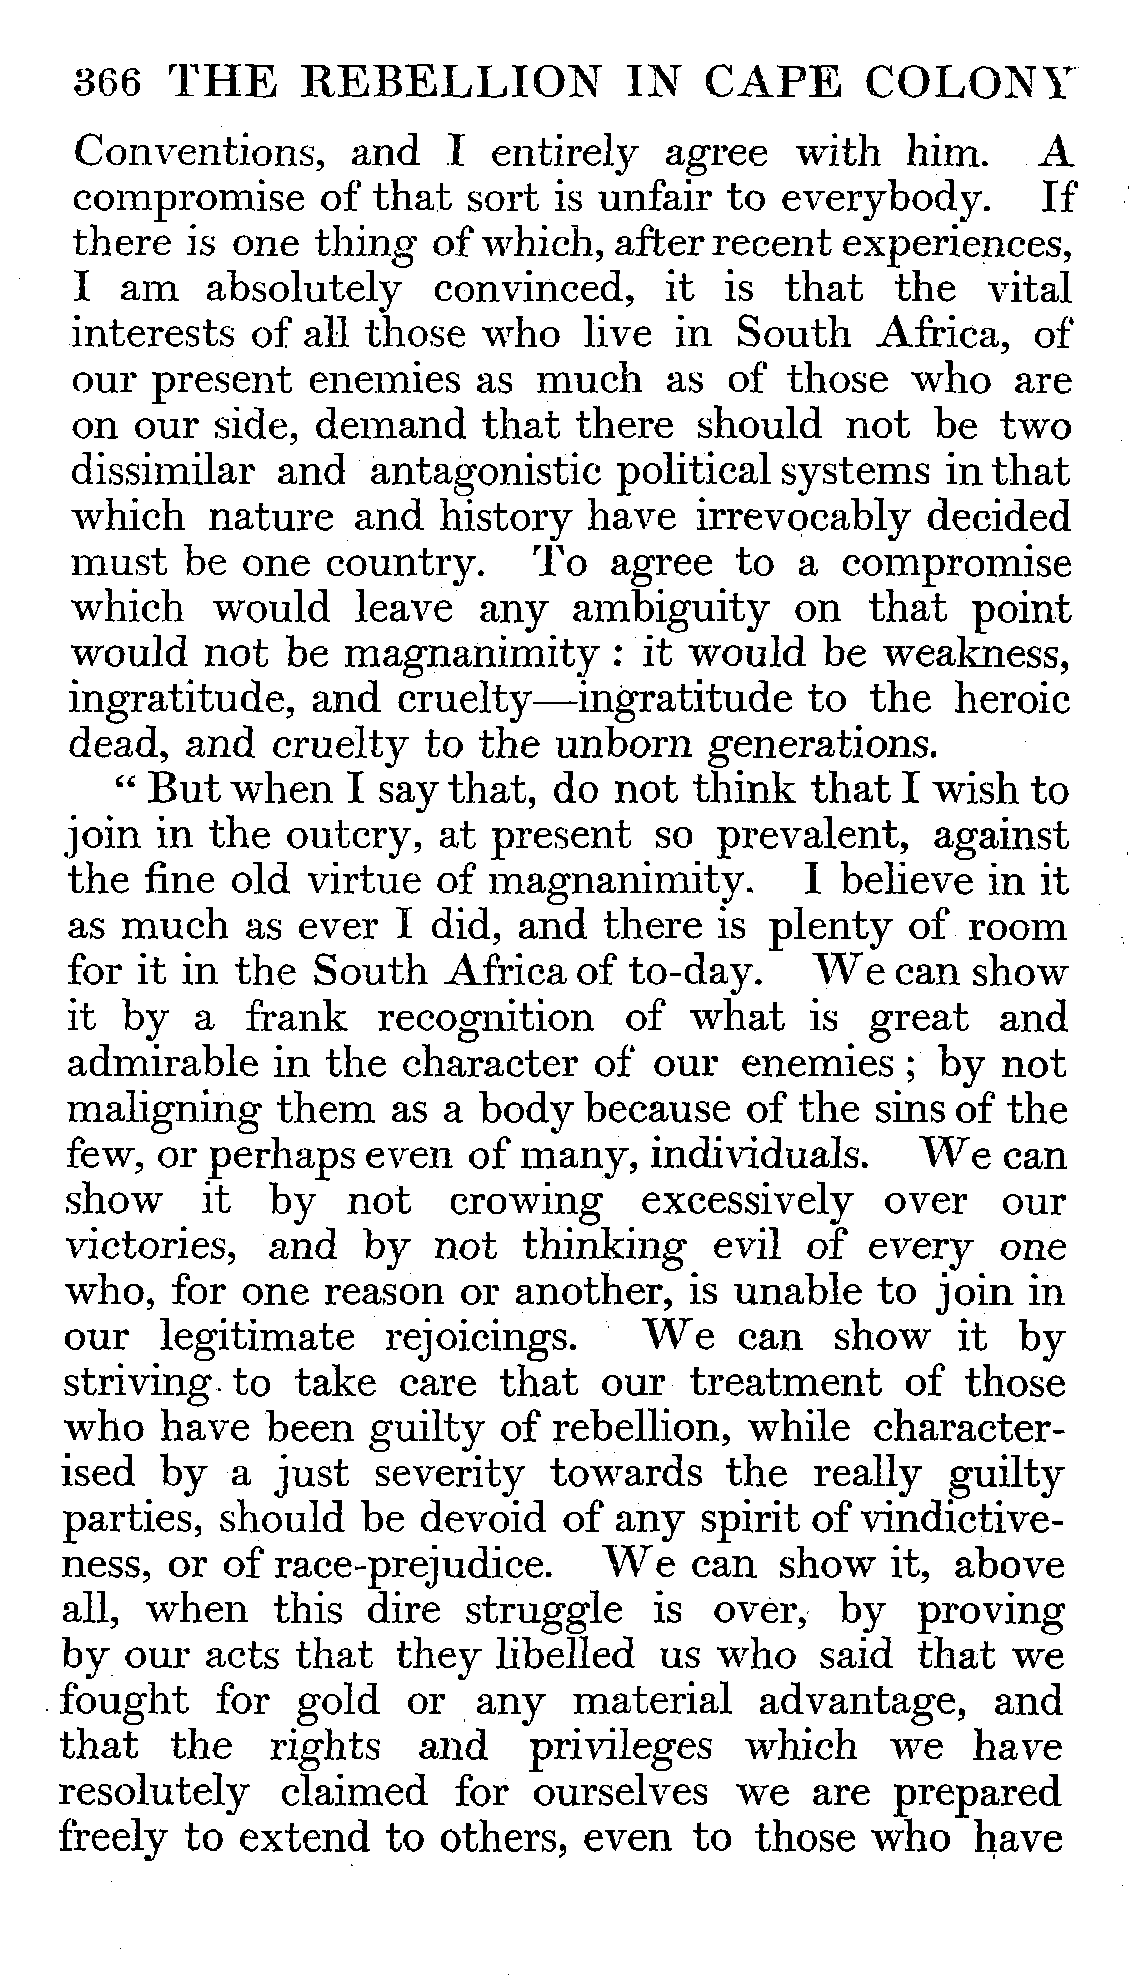 366 THE REBELLION IN CAPE COLONY
Conventions, and I entirely agree with him. A
compromise of that sort is unfair to everybody. If
there is one thing of which, after recent experiences,
I am absolutely convinced, it is that the vital
interests of all those who live in South Africa, of
our present enemies as much as of those who are
on our side, demand that there should not be two
dissimilar and antagonistic political systems in that
which nature and history have irrevocably decided
must be one country. To agree to a compromise
which would leave any ambiguity on that point
would not be magnanimity : it would be weakness,
ingratitude, and cruelty—ingratitude to the heroic
dead, and cruelty to the unborn generations.
“ But when I say that, do not think that I wish to
join in the outcry, at present so prevalent, against
the fine old virtue of magnanimity. I believe in it
as much as ever I did, and there is plenty of room
for it in the South Africa of to-day. We can show
it by a frank recognition of what is great and
admirable in the character of our enemies ; by not
maligning them as a body because of the sins of the
few, or perhaps even of many, individuals. We can
show it by not crowing excessively over our
victories, and by not thinking evil of every one
who, for one reason or another, is unable to join in
our legitimate rejoicings. We can show it by
striving to take care that our treatment of those
who have been guilty of rebellion, while character-
ised by a just severity towards the really guilty
parties, should be devoid of any spirit of vindictive-
ness, or of race-prejudice. We can show it, above
all, when this dire struggle is over, by proving
by our acts that they libelled us who said that we
fought for gold or any material advantage, and
that the rights and privileges which we have
resolutely claimed for ourselves we are prepared
freely to extend to others, even to those who have